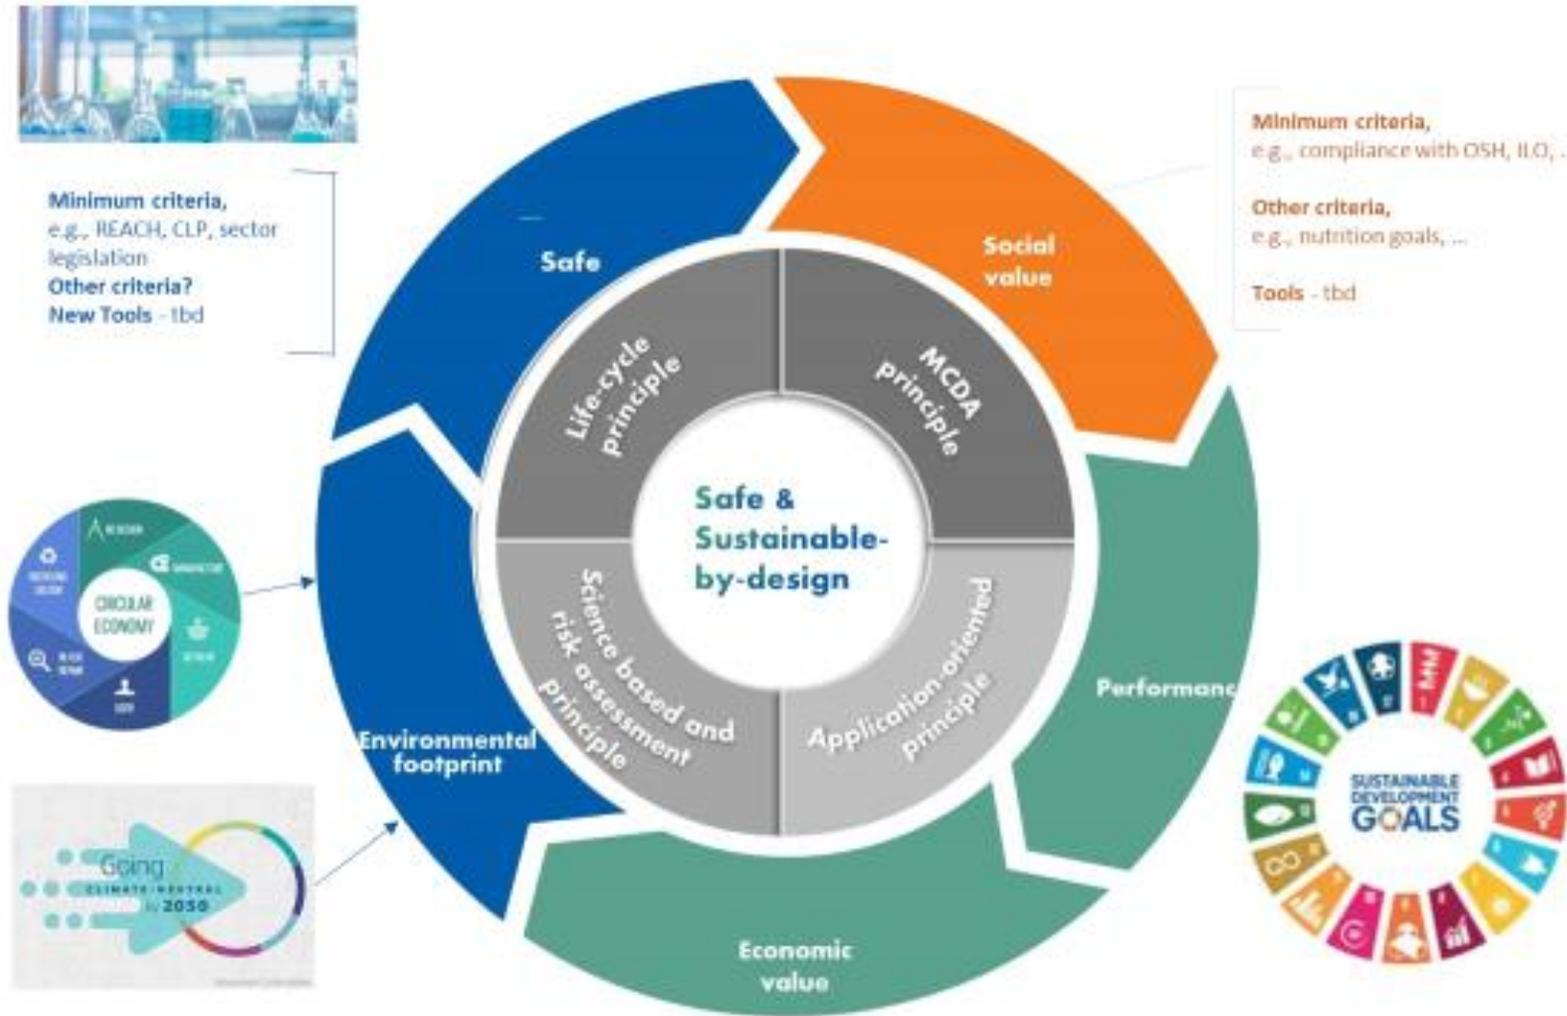 Minimum criteria,
e.g., REACH, CLP, sector
legislation
Other criteria?
New Tools - tbd
Safe
Social
value
Minimum criteria,
e.g., compliance with OSH, ILO, .
Other criteria,
e.g., nutrition goals, ...
Tools - tbd
Life-cycle
principle
MCDA
principle
Safe &
Sustainable-
by-design
Science based and
risk assessment
principle
Application-oriented
principle
CIRCULAR
ECONOMY
Environmental
footprint
Performanc
Going
CLIMATE-NEUTRAL
by 2050
Economic
value
SUSTAINABLE
DEVELOPMENT
GOALS